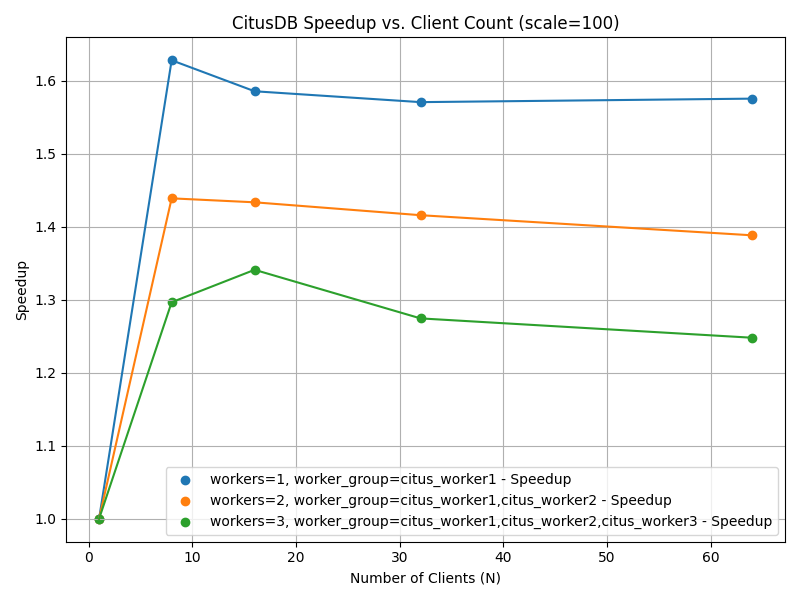 CitusDB Speedup vs. Client Count (scale=100)
Speedup
1.6
1.5
1.4
1.3
1.2
1.1
1.0
workers=1, worker_group=citus_worker1 - Speedup
workers=2, worker_group=citus_worker1,citus_worker2 - Speedup
workers=3, worker_group=citus_worker1,citus_worker2,citus_worker3 - Speedup
0 10 20 30 40 50 60
Number of Clients (N)